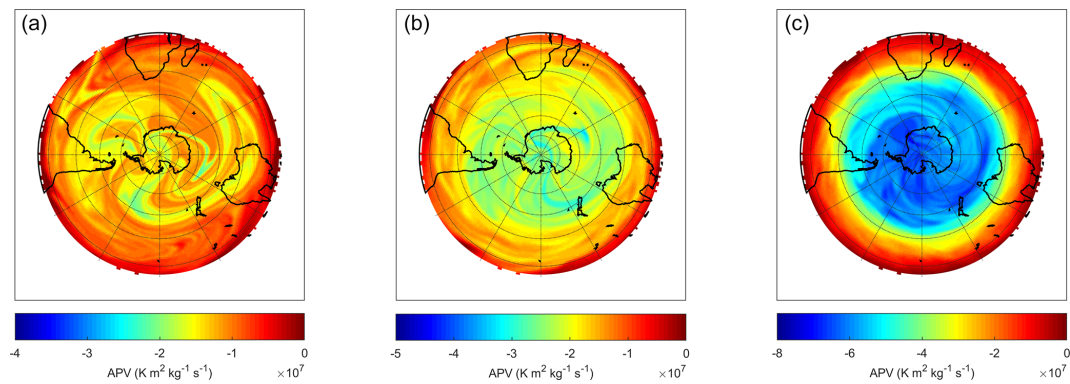 (a) (b) (c)
-4 -3 -2 -1 0
APV (K m² kg⁻¹ s⁻¹) ×10⁷
-5 -4 -3 -2 -1 0
APV (K m² kg⁻¹ s⁻¹) ×10⁷
-8 -6 -4 -2 0
APV (K m² kg⁻¹ s⁻¹) ×10⁷